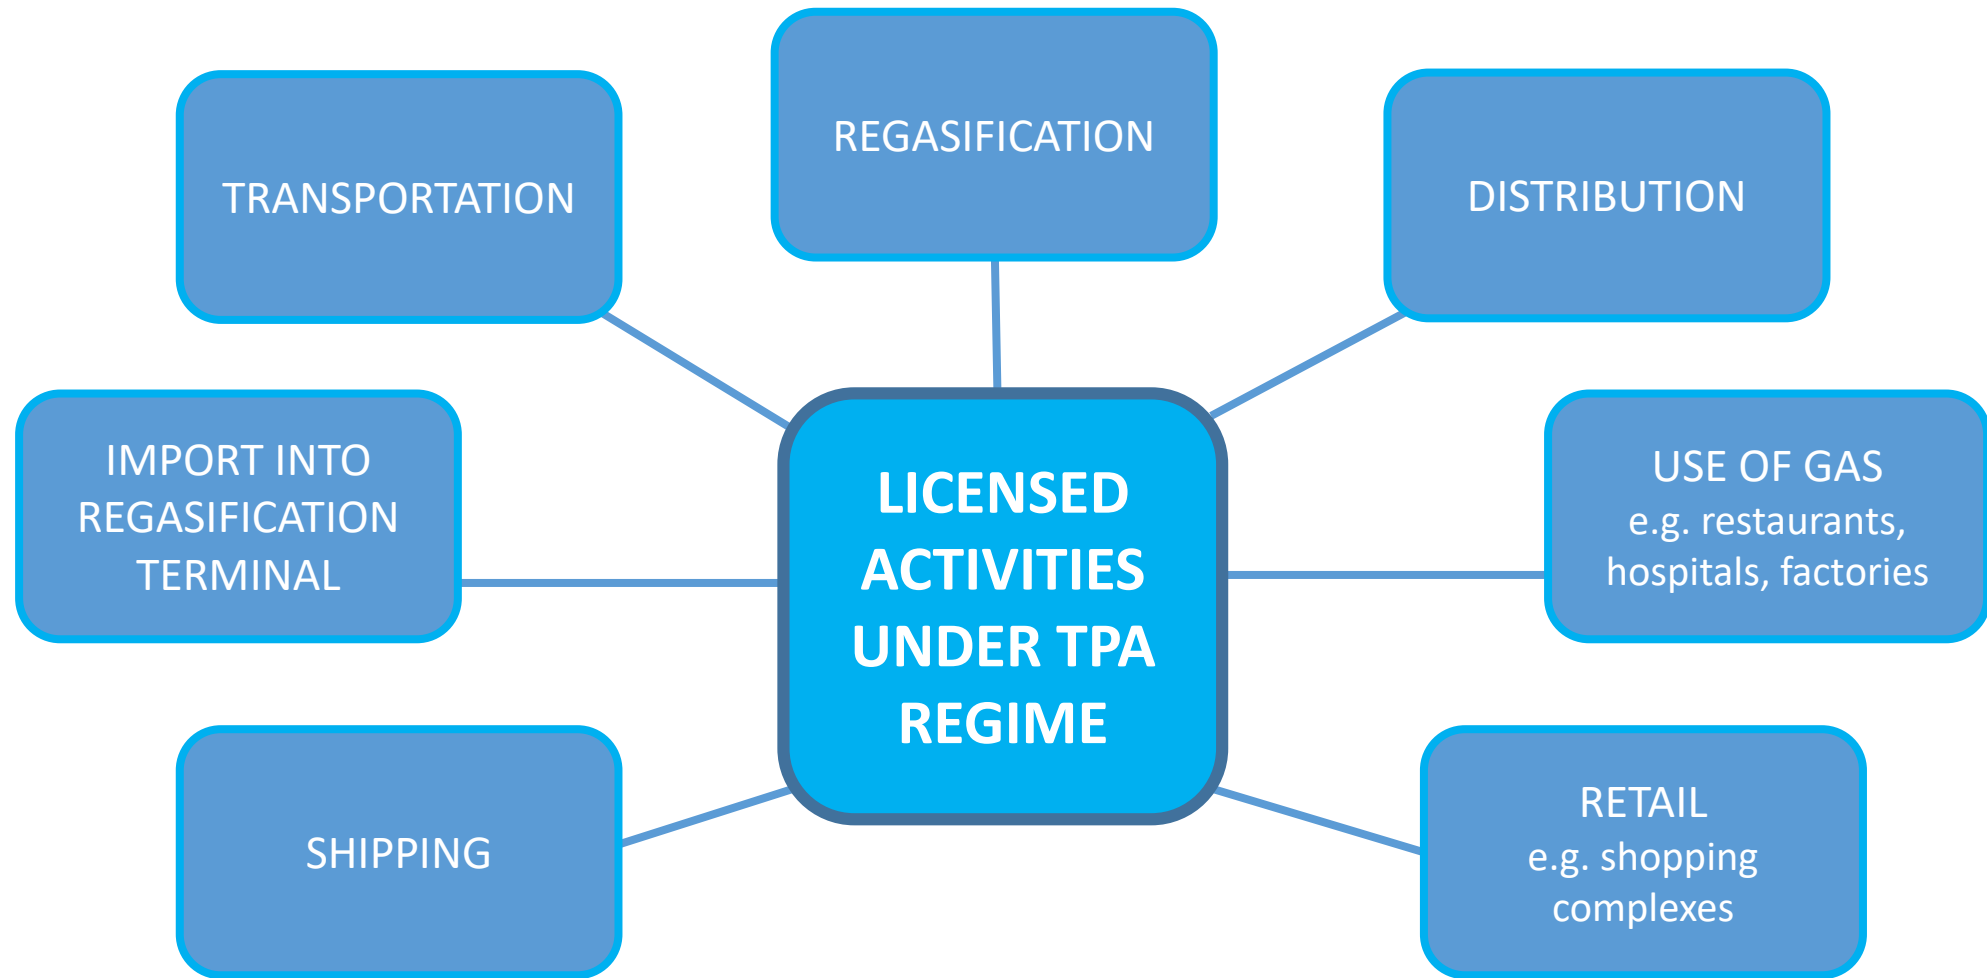 REGASIFICATION
TRANSPORTATION
DISTRIBUTION
IMPORT INTO
REGASIFICATION
TERMINAL
LICENSED
ACTIVITIES
UNDER TPA
REGIME
USE OF GAS
e.g. restaurants,
hospitals, factories
SHIPPING
RETAIL
e.g. shopping
complexes